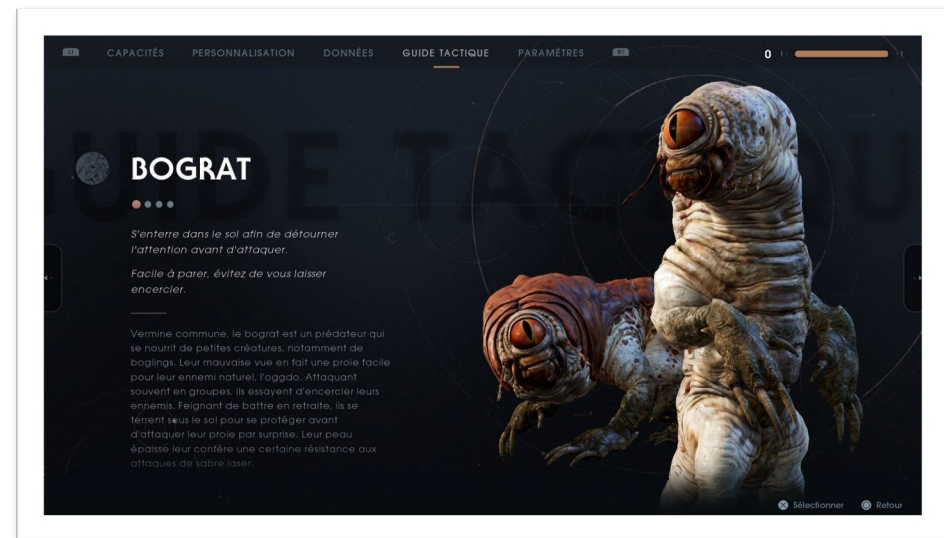 L1 CAPACITÉS PERSONNALISATION DONNÉES GUIDE TACTIQUE PARAMÈTRES R1 0
GUIDE TACTIQUE
BOGRAT
S'enterre dans le sol afin de détourner
l'attention avant d'attaquer.
Facile à parer, évitez de vous laisser
encercler.
Vermine commune, le bograt est un prédateur qui
se nourrit de petites créatures, notamment de
boglings. Leur mauvaise vue en fait une proie facile
pour leur ennemi naturel, l'oggdo. Attaquant
souvent en groupes, ils essayent d'encercler leurs
ennemis. Feignant de battre en retraite, ils se
terrent sous le sol pour se protéger avant
d'attaquer leur proie par surprise. Leur peau
épaisse leur confère une certaine résistance aux
attaques de sabre laser.
Sélectionner Retour